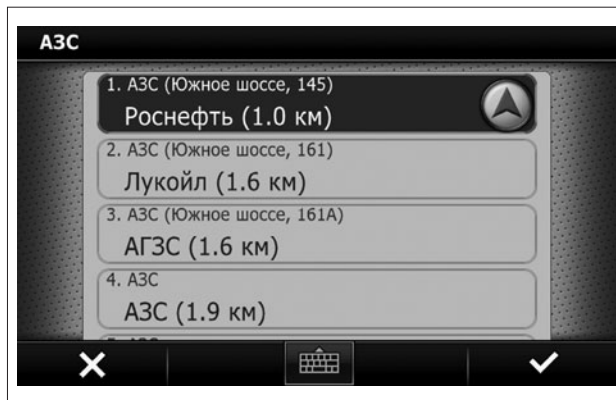 АЗС
1. АЗС (Южное шоссе, 145)
Роснефть (1.0 км)
2. АЗС (Южное шоссе, 161)
Лукойл (1.6 км)
3. АЗС (Южное шоссе, 161А)
АГЗС (1.6 км)
4. АЗС
АЗС (1.9 км)